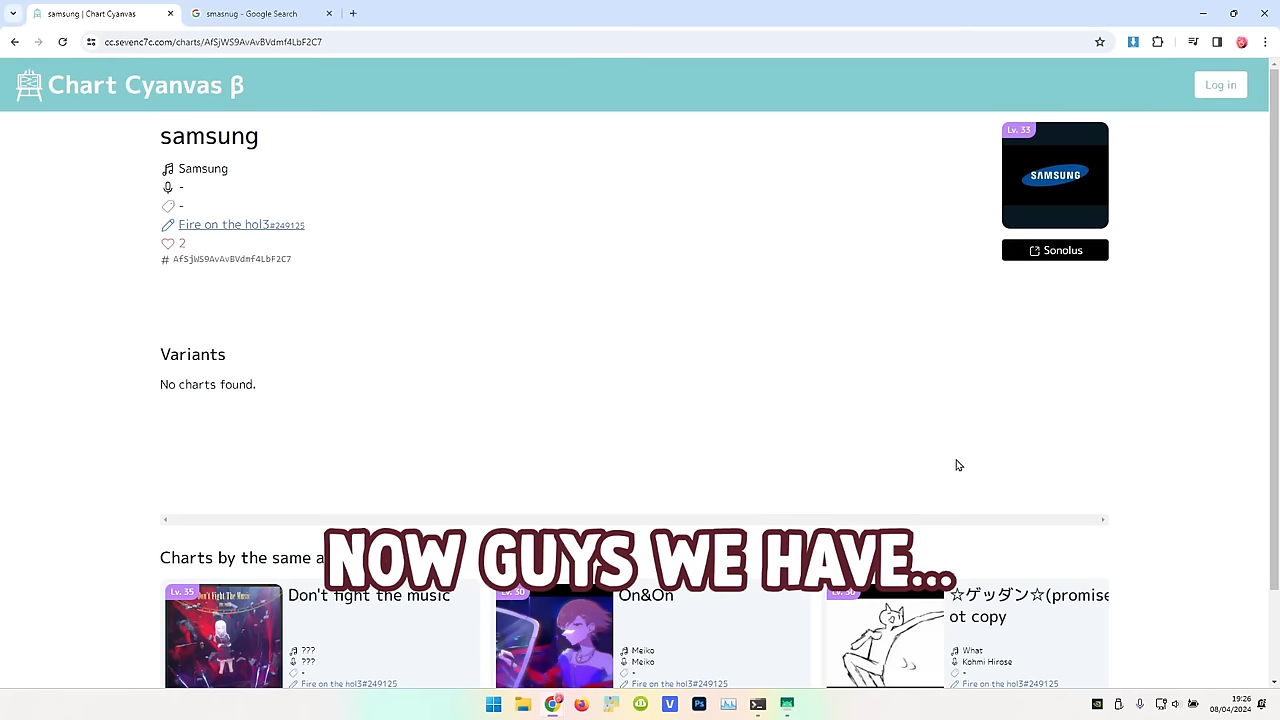 samsung | Chart Cyanvas
smasnug - Google Search
cc.sevenc7c.com/charts/AfSjWS9AvAvBVdmf4LbF2C7
Chart Cyanvas β
Log in
samsung
Lv. 33
SAMSUNG
Samsung
-
-
Fire on the hol3#249125
2
Sonolus
# AfSjWS9AvAvBVdmf4LbF2C7
Variants
No charts found.
NOW GUYS WE HAVE...
Charts by the same a
Lv. 35
Don't Fight The Music
Don't fight the music
???
???
-
Fire on the hol3#249125
Lv. 30
On&On
Meiko
Meiko
-
Fire on the hol3#249125
☆ゲッダン☆(promise
ot copy
What
Kohmi Hirose
-
Fire on the hol3#249125
19:26
08/04/2024